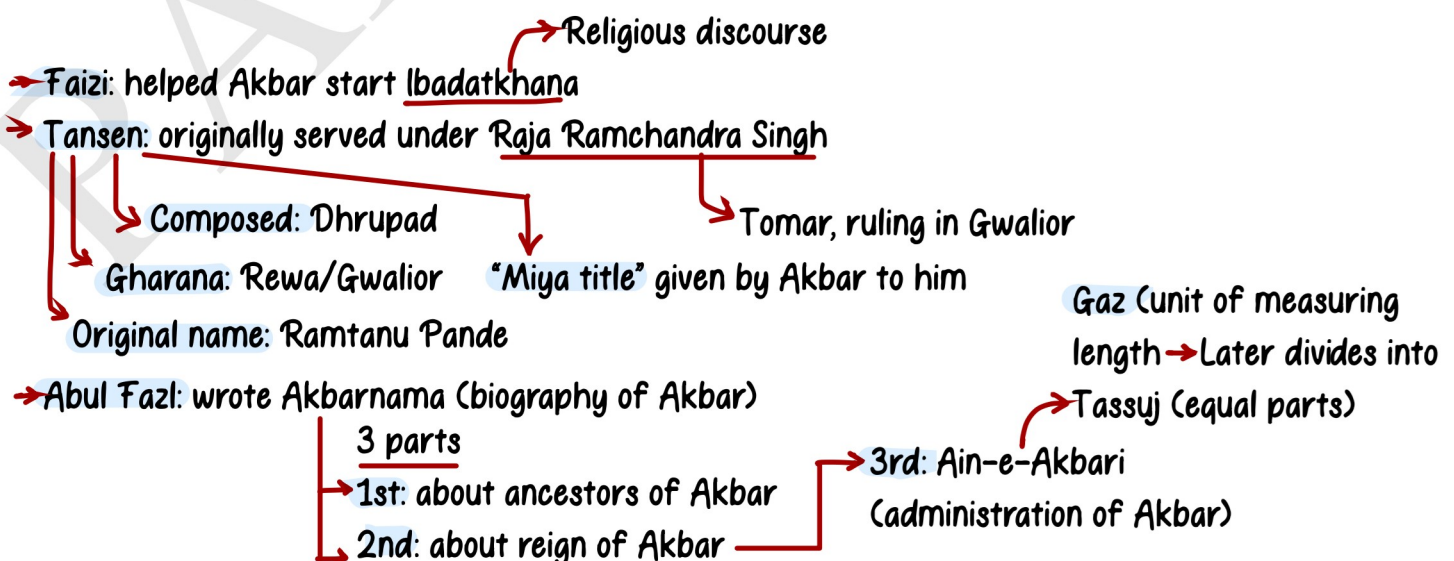 Religious discourse
Faizi: helped Akbar start Ibadatkhana
Tansen: originally served under Raja Ramchandra Singh
Composed: Dhrupad
Tomar, ruling in Gwalior
Gharana: Rewa/Gwalior
"Miya title" given by Akbar to him
Original name: Ramtanu Pande
Gaz (unit of measuring
length → Later divides into
Tassuj (equal parts)
Abul Fazl: wrote Akbarnama (biography of Akbar)
3 parts
1st: about ancestors of Akbar
2nd: about reign of Akbar
3rd: Ain-e-Akbari
(administration of Akbar)